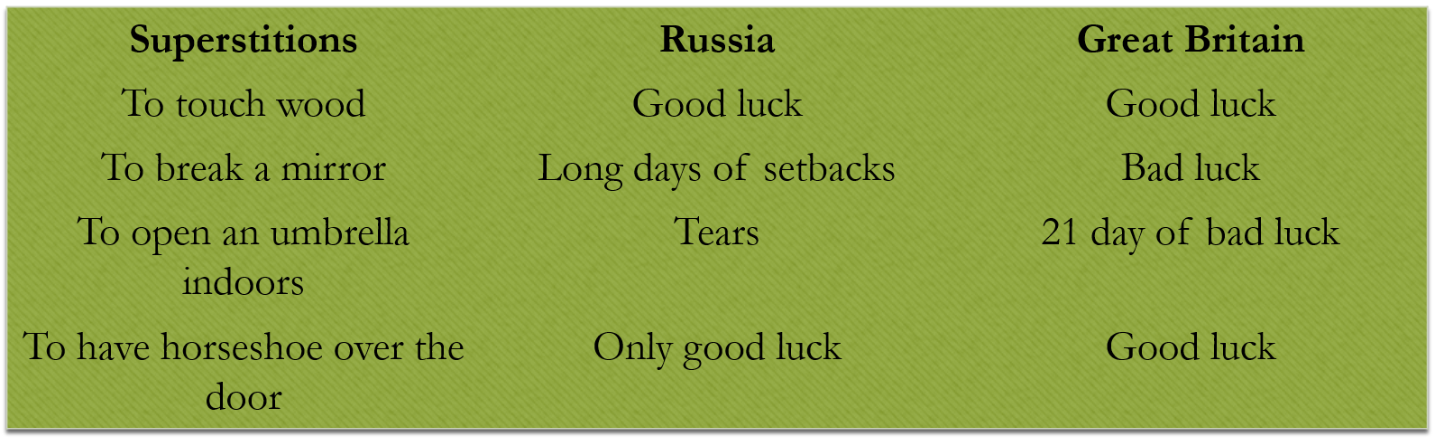 Superstitions Russia Great Britain
To touch wood Good luck Good luck
To break a mirror Long days of setbacks Bad luck
To open an umbrella Tears 21 day of bad luck
indoors
To have horseshoe over the Only good luck Good luck
door